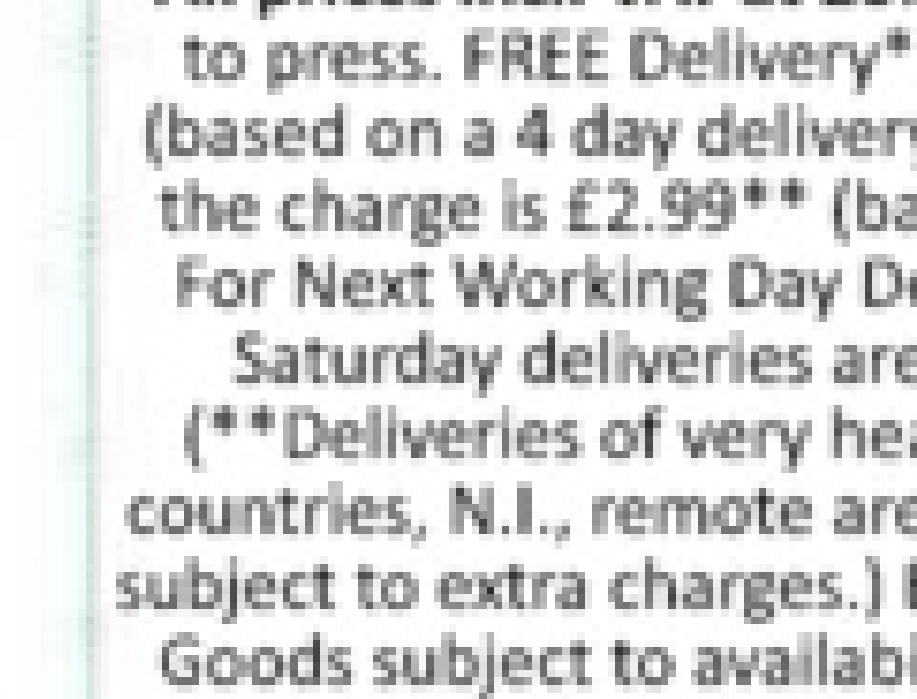 to press. FREE Delivery*
(based on a 4 day delivery
the charge is £2.99** (ba
For Next Working Day De
Saturday deliveries are
(**Deliveries of very hea
countries, N.I., remote are
subject to extra charges.)
Goods subject to availabi